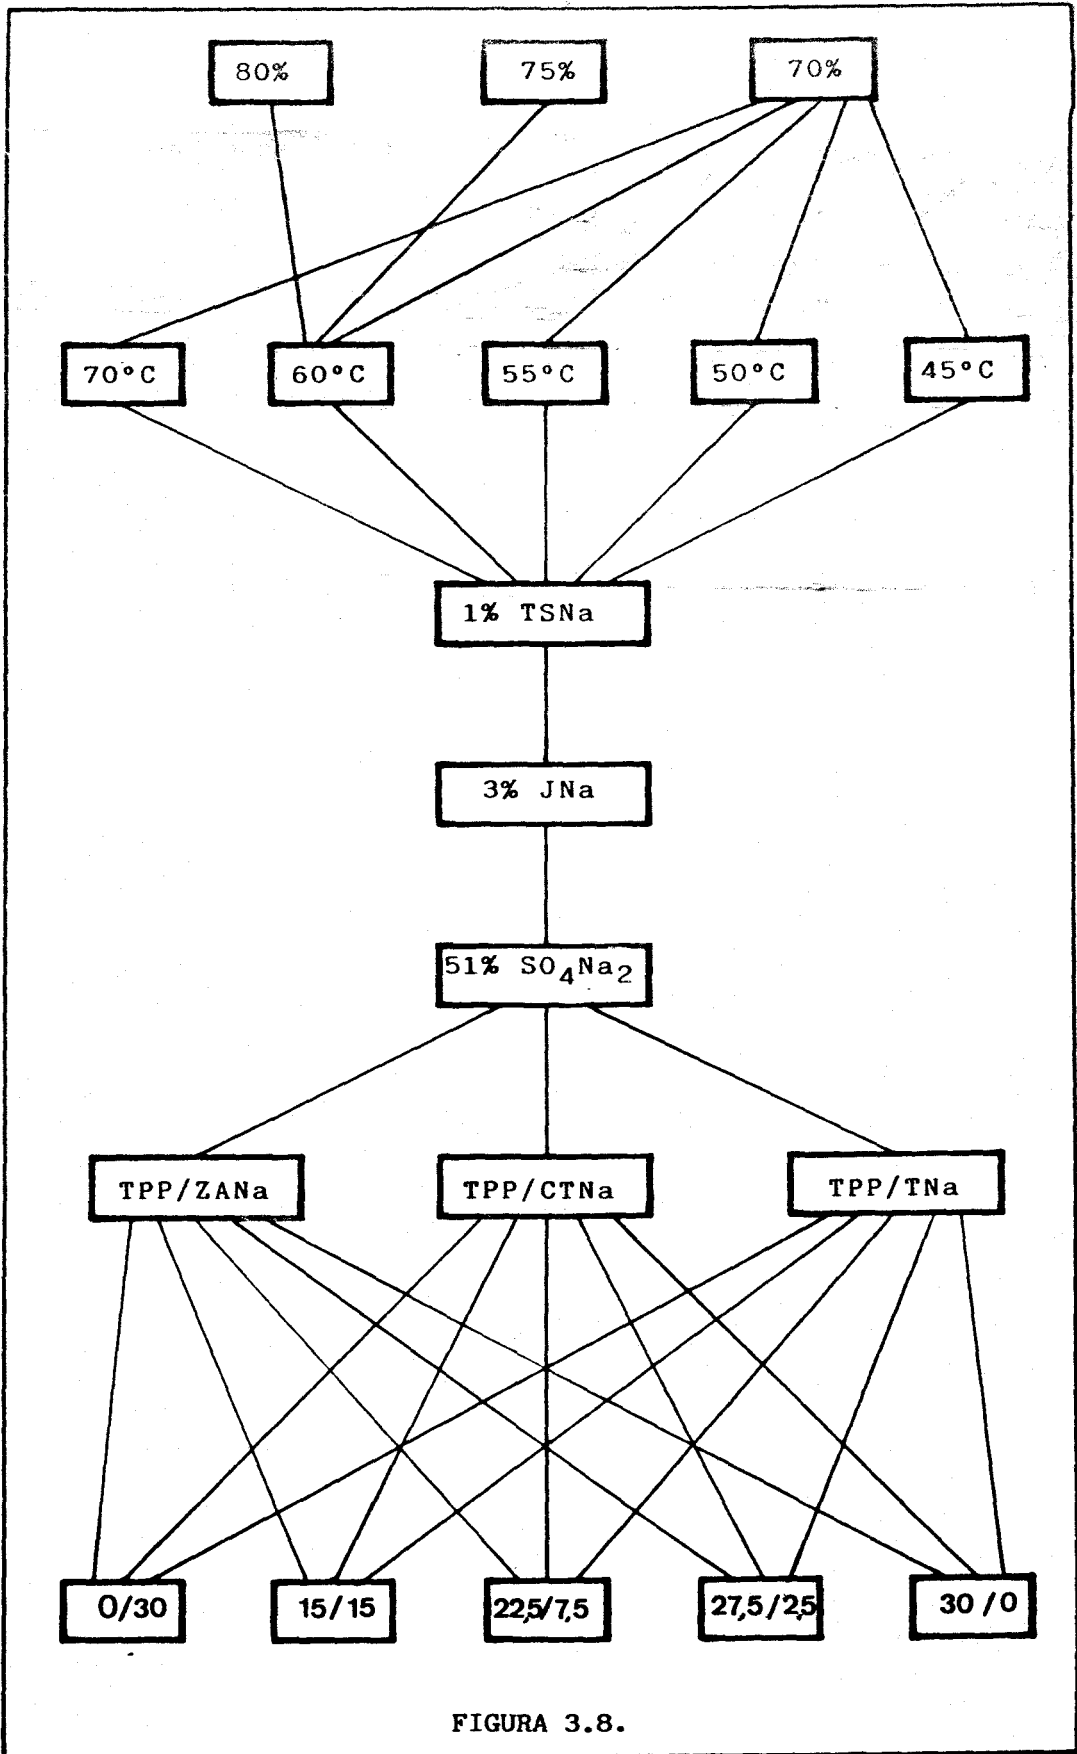 80% 75% 70%
70°C 60°C 55°C 50°C 45°C
1% TSNa
3% JNa
51% SO4Na2
TPP/ZANa TPP/CTNa TPP/TNa
0/30 15/15 22,5/7,5 27,5/2,5 30/0
FIGURA 3.8.